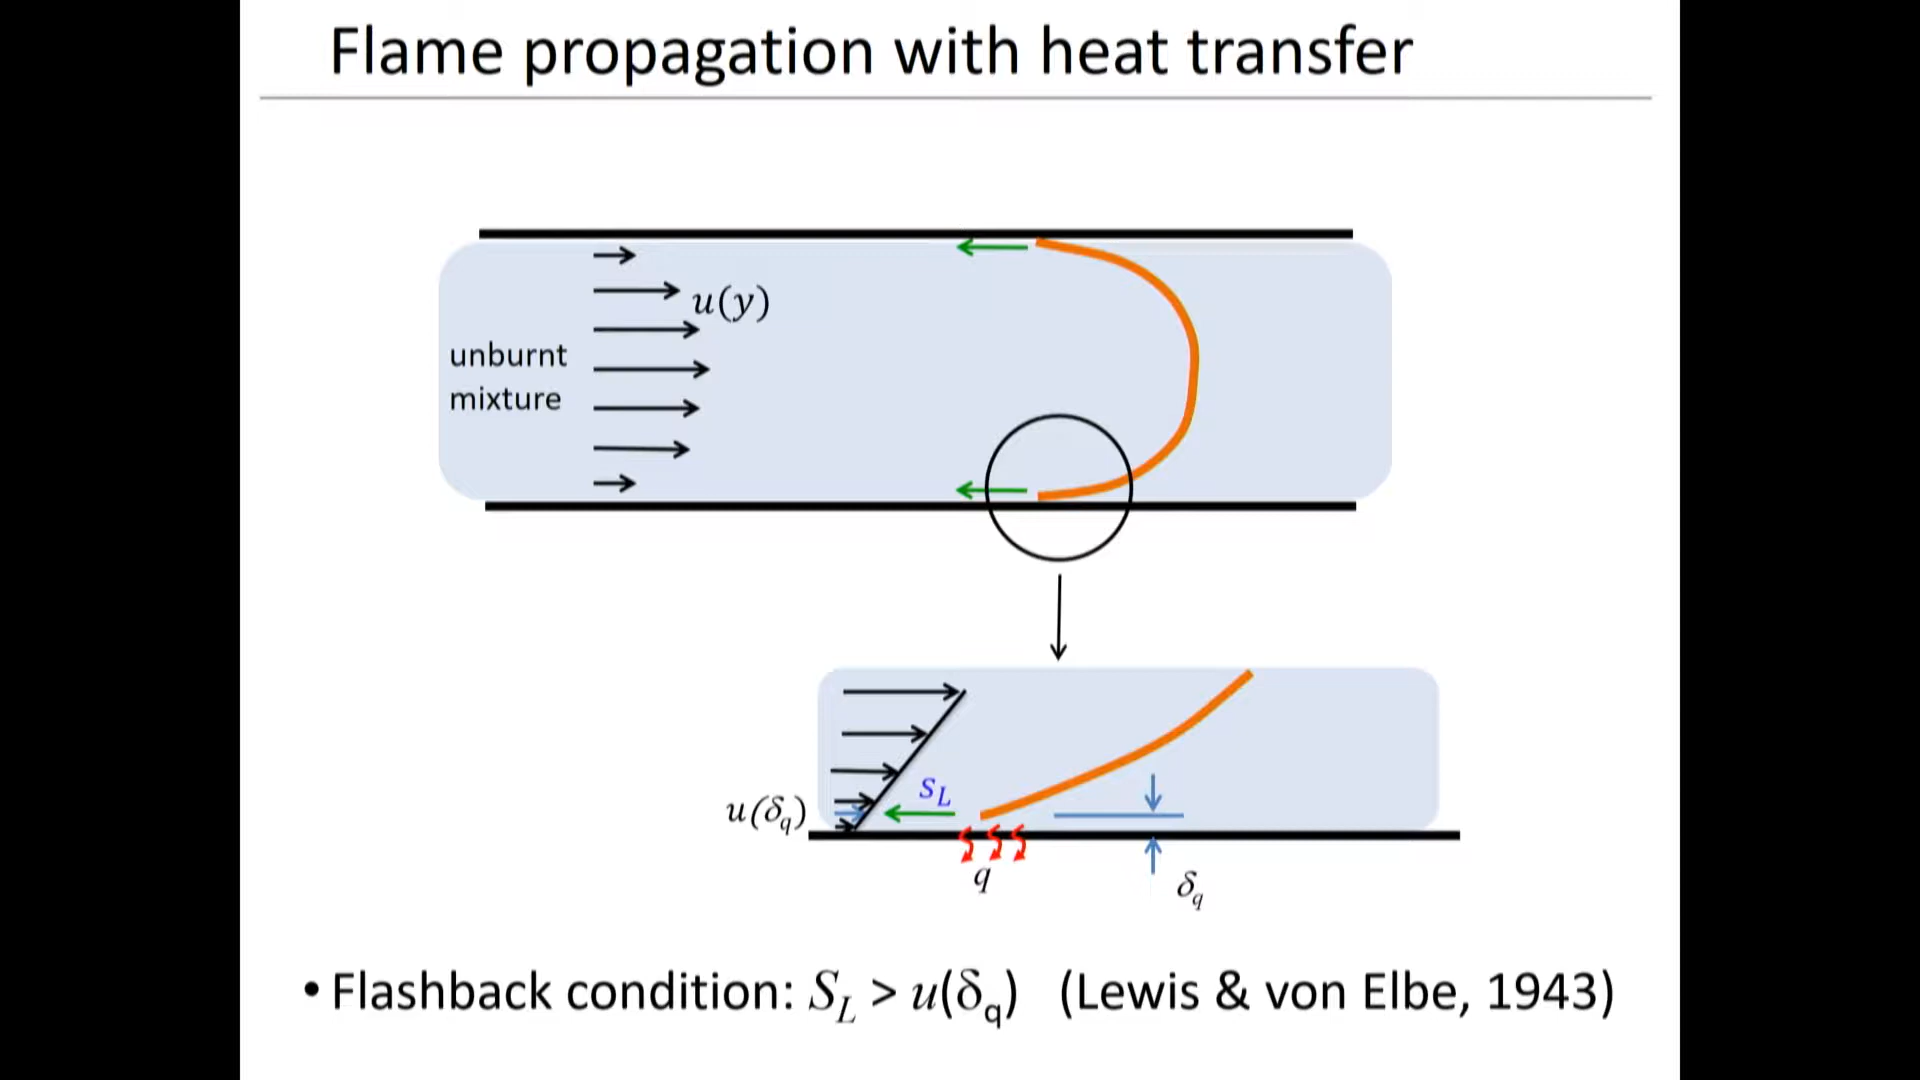 Flame propagation with heat transfer
u(y)
unburnt
mixture
S_L
u(δ_q)
q
δ_q
• Flashback condition: S_L > u(δ_q) (Lewis & von Elbe, 1943)